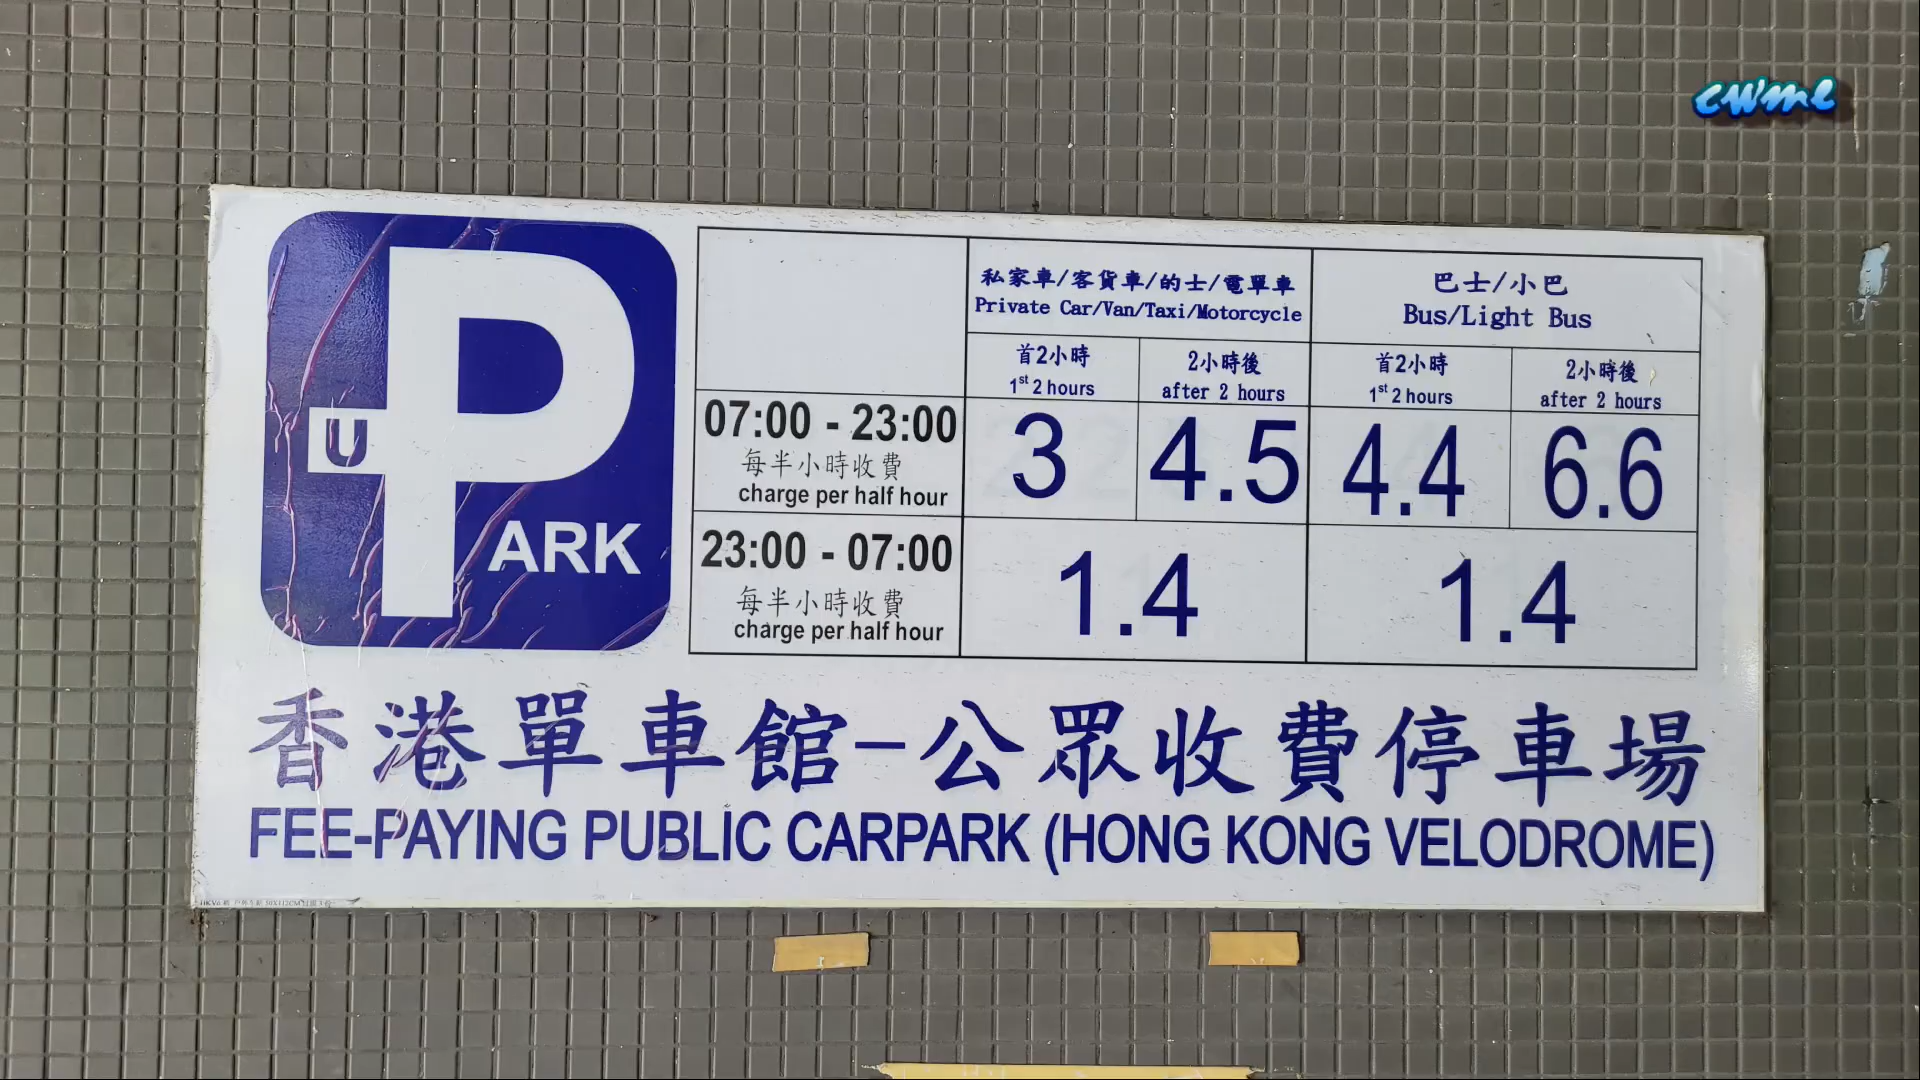 cwml
U
PARK
私家車/客貨車/的士/電單車
Private Car/Van/Taxi/Motorcycle
巴士/小巴
Bus/Light Bus
首2小時
1st 2 hours
2小時後
after 2 hours
首2小時
1st 2 hours
2小時後
after 2 hours
07:00 - 23:00
每半小時收費
charge per half hour
3
4.5
4.4
6.6
23:00 - 07:00
每半小時收費
charge per half hour
1.4
1.4
香港單車館-公眾收費停車場
FEE-PAYING PUBLIC CARPARK (HONG KONG VELODROME)